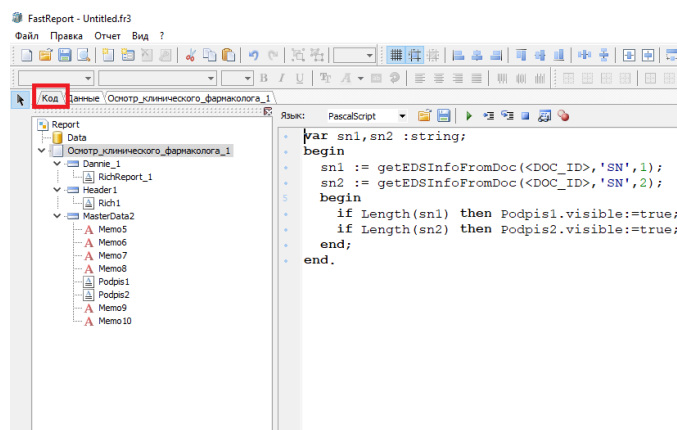 FastReport - Untitled.fr3
Файл Правка Отчет Вид ?
B I U
Код Данные Осмотр_клинического_фармаколога_1
Report
Data
Осмотр_клинического_фармаколога_1
Dannie_1
RichReport_1
Header1
Rich1
MasterData2
Memo5
Memo6
Memo7
Memo8
Podpis1
Podpis2
Memo9
Memo10
Язык: PascalScript
var sn1,sn2 :string;
begin
sn1 := getEDSInfoFromDoc(<DOC_ID>,'SN',1);
sn2 := getEDSInfoFromDoc(<DOC_ID>,'SN',2);
5 begin
if Length(sn1) then Podpis1.visible:=true;
if Length(sn2) then Podpis2.visible:=true;
end;
end.